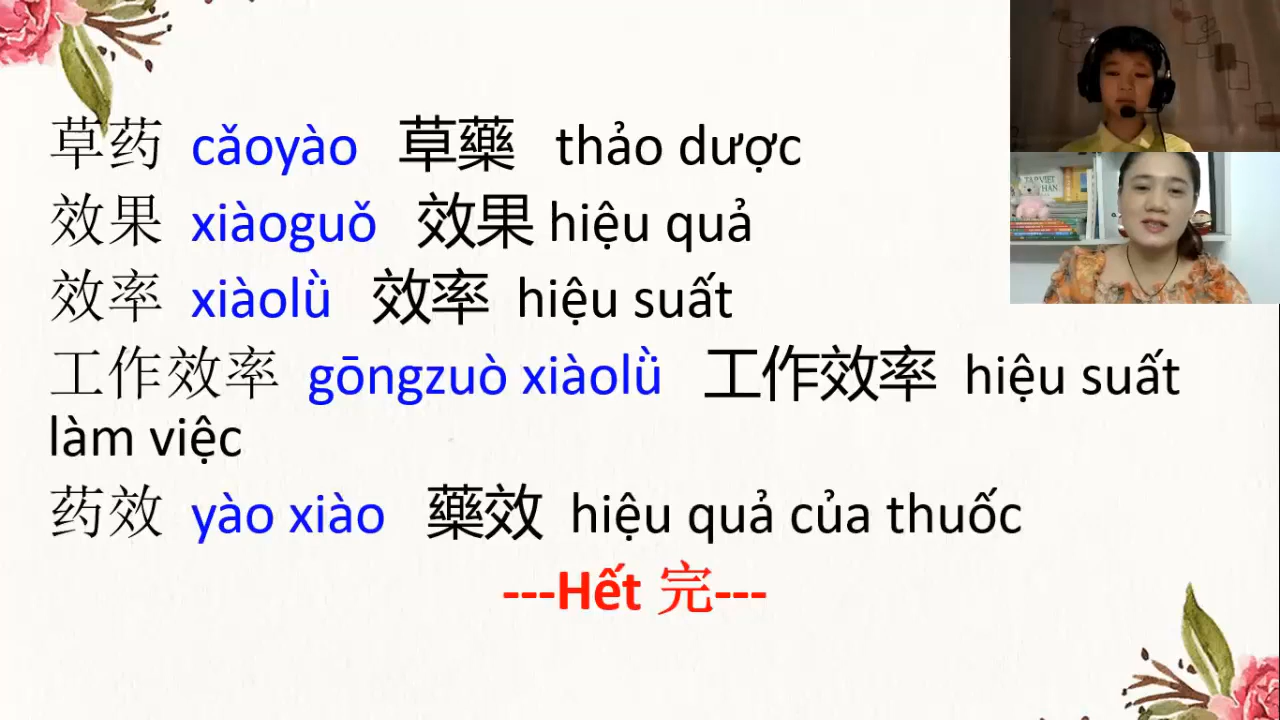 草药 cǎoyào 草藥 thảo dược
效果 xiàoguǒ 效果 hiệu quả
效率 xiàolǜ 效率 hiệu suất
工作效率 gōngzuò xiàolǜ 工作效率 hiệu suất
làm việc
药效 yào xiào 藥效 hiệu quả của thuốc
---Hết 完---
TẬP VIẾT